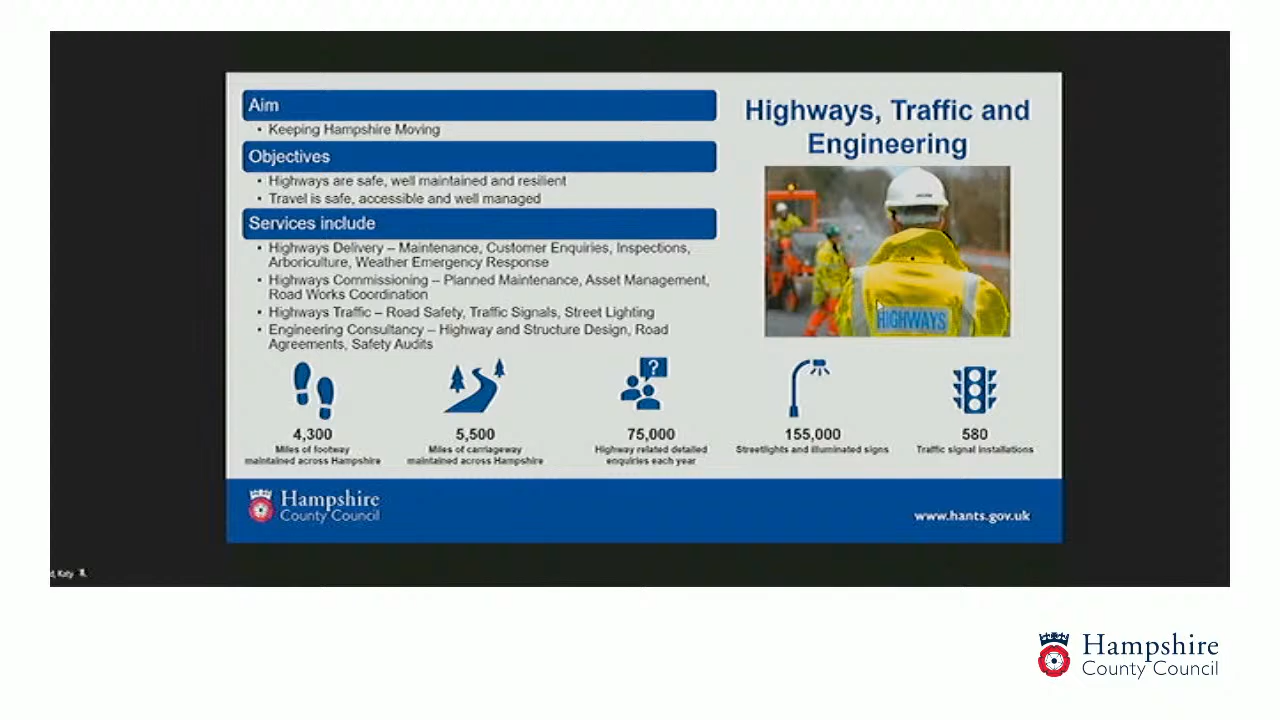 Aim
• Keeping Hampshire Moving
Objectives
• Highways are safe, well maintained and resilient
• Travel is safe, accessible and well managed
Services include
• Highways Delivery – Maintenance, Customer Enquiries, Inspections,
Arboriculture, Weather Emergency Response
• Highways Commissioning – Planned Maintenance, Asset Management,
Road Works Coordination
• Highways Traffic – Road Safety, Traffic Signals, Street Lighting
• Engineering Consultancy – Highway and Structure Design, Road
Agreements, Safety Audits
Highways, Traffic and
Engineering
HIGHWAYS
?
4,300
Miles of footway
maintained across Hampshire
5,500
Miles of carriageway
maintained across Hampshire
75,000
Highway related detailed
enquiries each year
155,000
Streetlights and illuminated signs
580
Traffic signal installations
Hampshire
County Council
www.hants.gov.uk
Katy
Hampshire
County Council